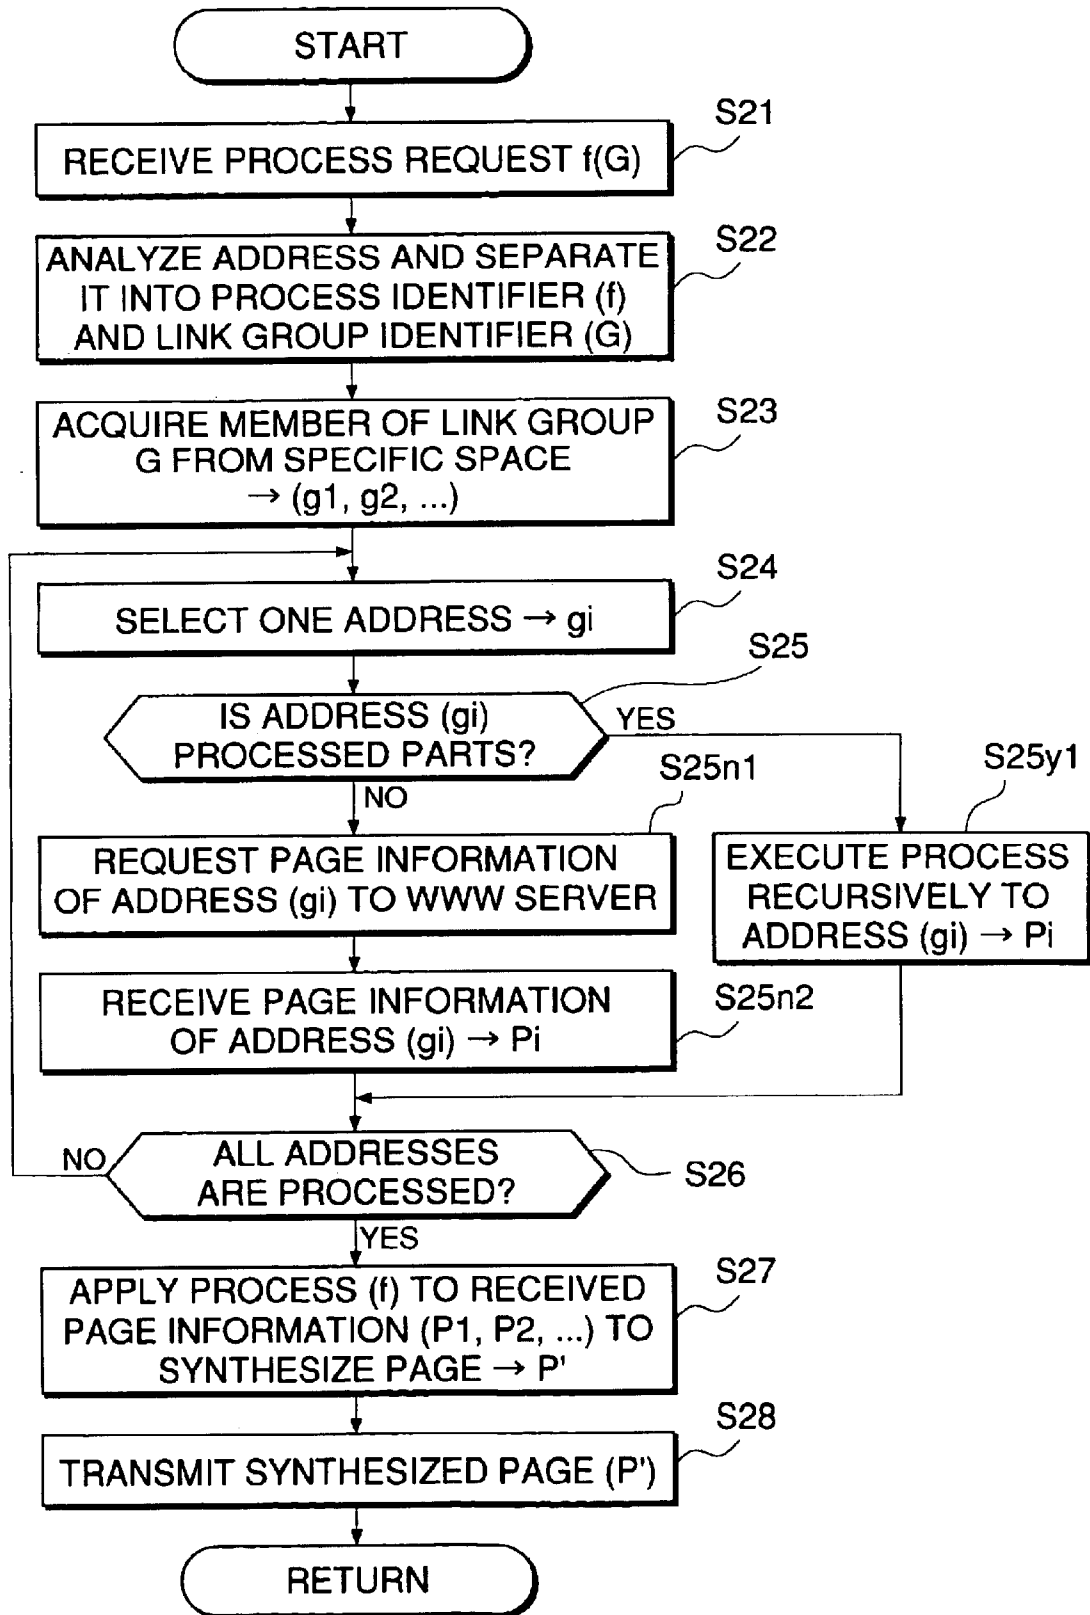 START
S21
RECEIVE PROCESS REQUEST f(G)
S22
ANALYZE ADDRESS AND SEPARATE
IT INTO PROCESS IDENTIFIER (f)
AND LINK GROUP IDENTIFIER (G)
S23
ACQUIRE MEMBER OF LINK GROUP
G FROM SPECIFIC SPACE
→ (g1, g2, ...)
S24
SELECT ONE ADDRESS → gi
S25
IS ADDRESS (gi)
PROCESSED PARTS?
YES
NO
S25n1
REQUEST PAGE INFORMATION
OF ADDRESS (gi) TO WWW SERVER
S25y1
EXECUTE PROCESS
RECURSIVELY TO
ADDRESS (gi) → Pi
RECEIVE PAGE INFORMATION
OF ADDRESS (gi) → Pi
S25n2
ALL ADDRESSES
ARE PROCESSED?
NO
S26
YES
S27
APPLY PROCESS (f) TO RECEIVED
PAGE INFORMATION (P1, P2, ...) TO
SYNTHESIZE PAGE → P'
S28
TRANSMIT SYNTHESIZED PAGE (P')
RETURN